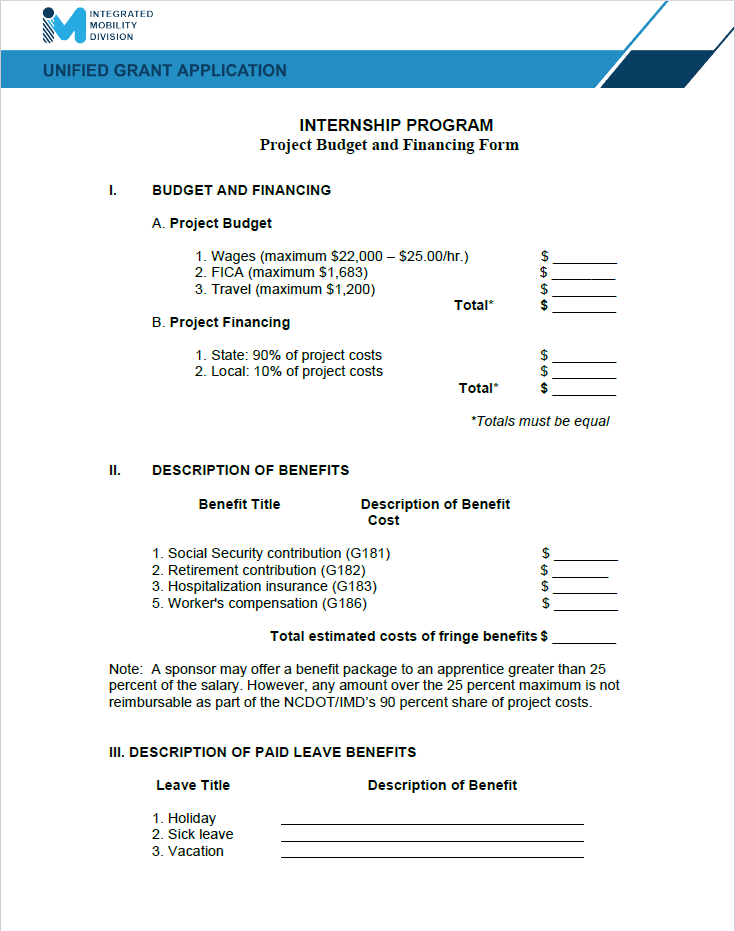 INTEGRATED
MOBILITY
DIVISION
UNIFIED GRANT APPLICATION
INTERNSHIP PROGRAM
Project Budget and Financing Form
I. BUDGET AND FINANCING
A. Project Budget
1. Wages (maximum $22,000 – $25.00/hr.) $ ________
2. FICA (maximum $1,683) $ ________
3. Travel (maximum $1,200) $ ________
Total* $ ________
B. Project Financing
1. State: 90% of project costs $ ________
2. Local: 10% of project costs $ ________
Total* $ ________
*Totals must be equal
II. DESCRIPTION OF BENEFITS
Benefit Title Description of Benefit
Cost
1. Social Security contribution (G181) $ ________
2. Retirement contribution (G182) $ _______
3. Hospitalization insurance (G183) $ ________
5. Worker's compensation (G186) $ ________
Total estimated costs of fringe benefits $ ________
Note: A sponsor may offer a benefit package to an apprentice greater than 25
percent of the salary. However, any amount over the 25 percent maximum is not
reimbursable as part of the NCDOT/IMD's 90 percent share of project costs.
III. DESCRIPTION OF PAID LEAVE BENEFITS
Leave Title Description of Benefit
1. Holiday ______________________________________
2. Sick leave ______________________________________
3. Vacation ______________________________________